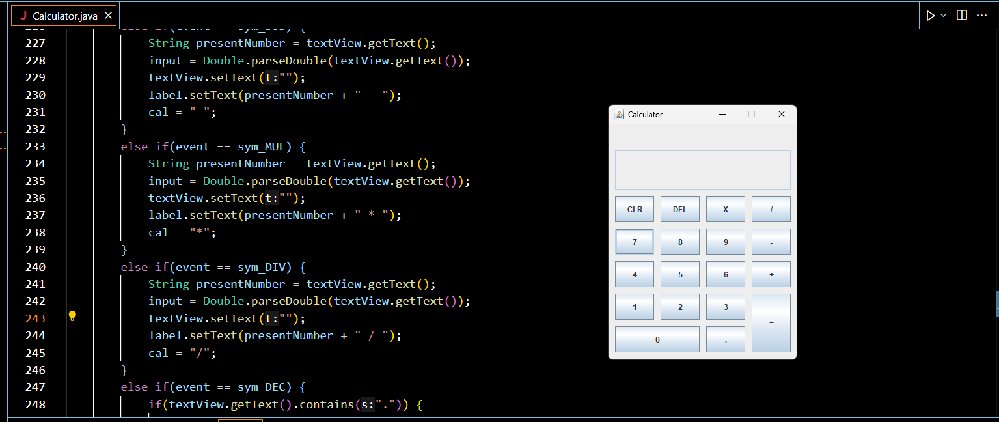 J Calculator.java
227 String presentNumber = textView.getText();
228 input = Double.parseDouble(textView.getText());
229 textView.setText(t:"");
230 label.setText(presentNumber + " - ");
231 cal = "-";
232 }
233 else if(event == sym_MUL) {
234 String presentNumber = textView.getText();
235 input = Double.parseDouble(textView.getText());
236 textView.setText(t:"");
237 label.setText(presentNumber + " * ");
238 cal = "*";
239 }
240 else if(event == sym_DIV) {
241 String presentNumber = textView.getText();
242 input = Double.parseDouble(textView.getText());
243 textView.setText(t:"");
244 label.setText(presentNumber + " / ");
245 cal = "/";
246 }
247 else if(event == sym_DEC) {
248 if(textView.getText().contains(s:".")) {
Calculator
CLR DEL X /
7 8 9 -
4 5 6 +
1 2 3 =
0 .